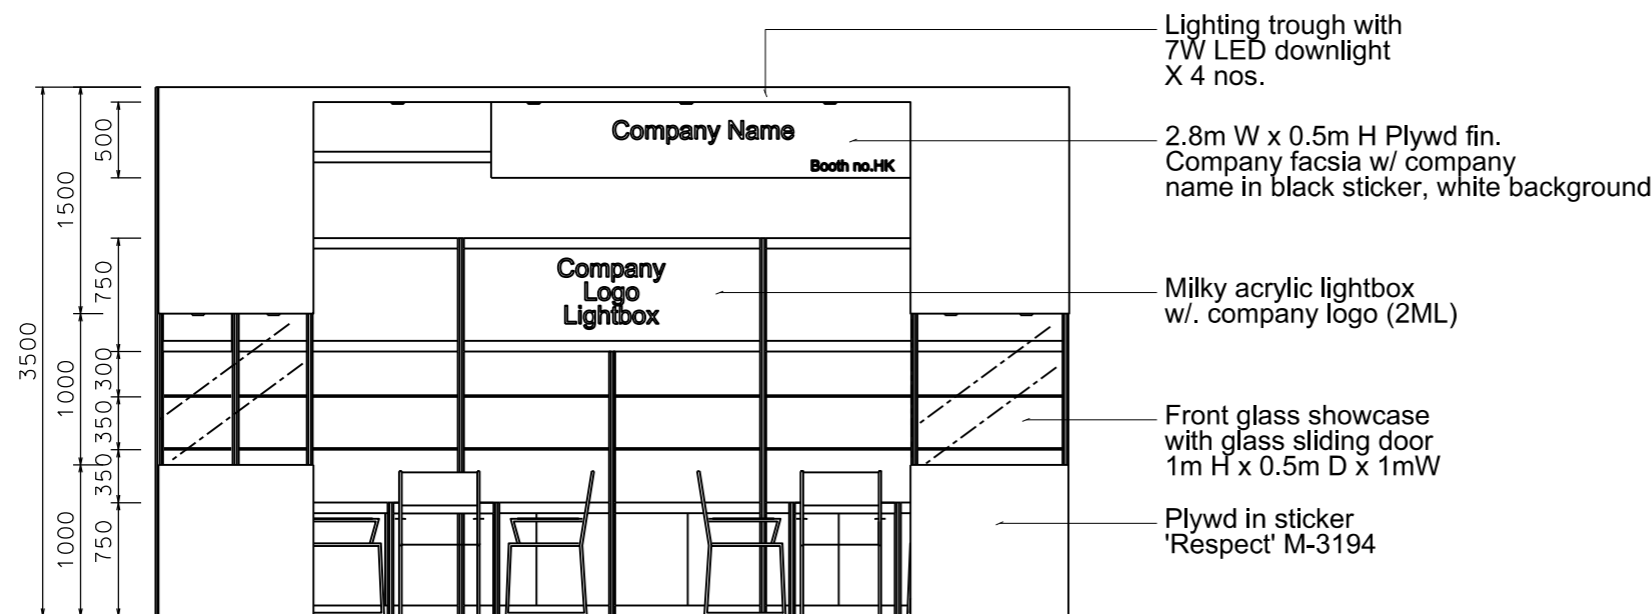 Lighting trough with
7W LED downlight
X 4 nos.
Company Name
Booth no.HK
2.8m W x 0.5m H Plywd fin.
Company facsia w/ company
name in black sticker, white background
Company
Logo
Lightbox
Milky acrylic lightbox
w/. company logo (2ML)
Front glass showcase
with glass sliding door
1m H x 0.5m D x 1mW
Plywd in sticker
'Respect' M-3194
3500
1500
1000
1000
500
750
300
350
350
750